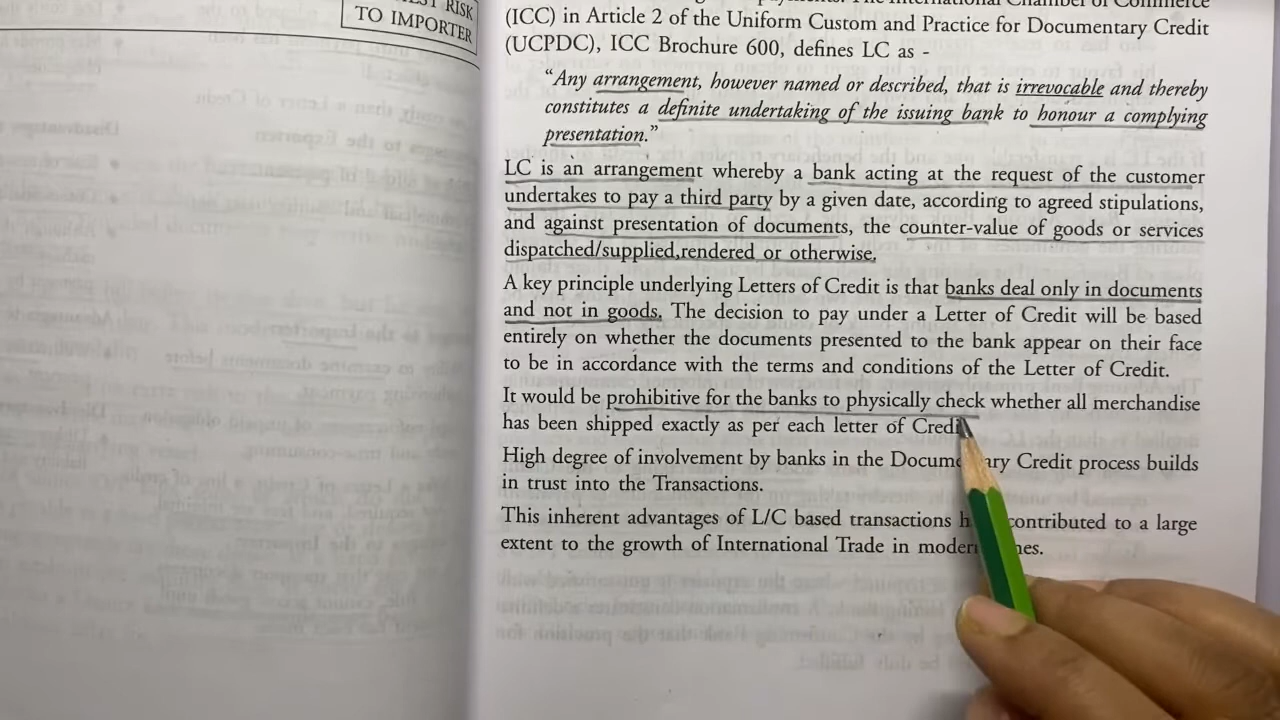 RISK
TO IMPORTER
(ICC) in Article 2 of the Uniform Custom and Practice for Documentary Credit
(UCPDC), ICC Brochure 600, defines LC as -
“Any arrangement, however named or described, that is irrevocable and thereby
constitutes a definite undertaking of the issuing bank to honour a complying
presentation.”
LC is an arrangement whereby a bank acting at the request of the customer
undertakes to pay a third party by a given date, according to agreed stipulations,
and against presentation of documents, the counter-value of goods or services
dispatched/supplied,rendered or otherwise.
A key principle underlying Letters of Credit is that banks deal only in documents
and not in goods. The decision to pay under a Letter of Credit will be based
entirely on whether the documents presented to the bank appear on their face
to be in accordance with the terms and conditions of the Letter of Credit.
It would be prohibitive for the banks to physically check whether all merchandise
has been shipped exactly as per each letter of Credi
High degree of involvement by banks in the Docum ary Credit process builds
in trust into the Transactions.
This inherent advantages of L/C based transactions h contributed to a large
extent to the growth of International Trade in moder mes.